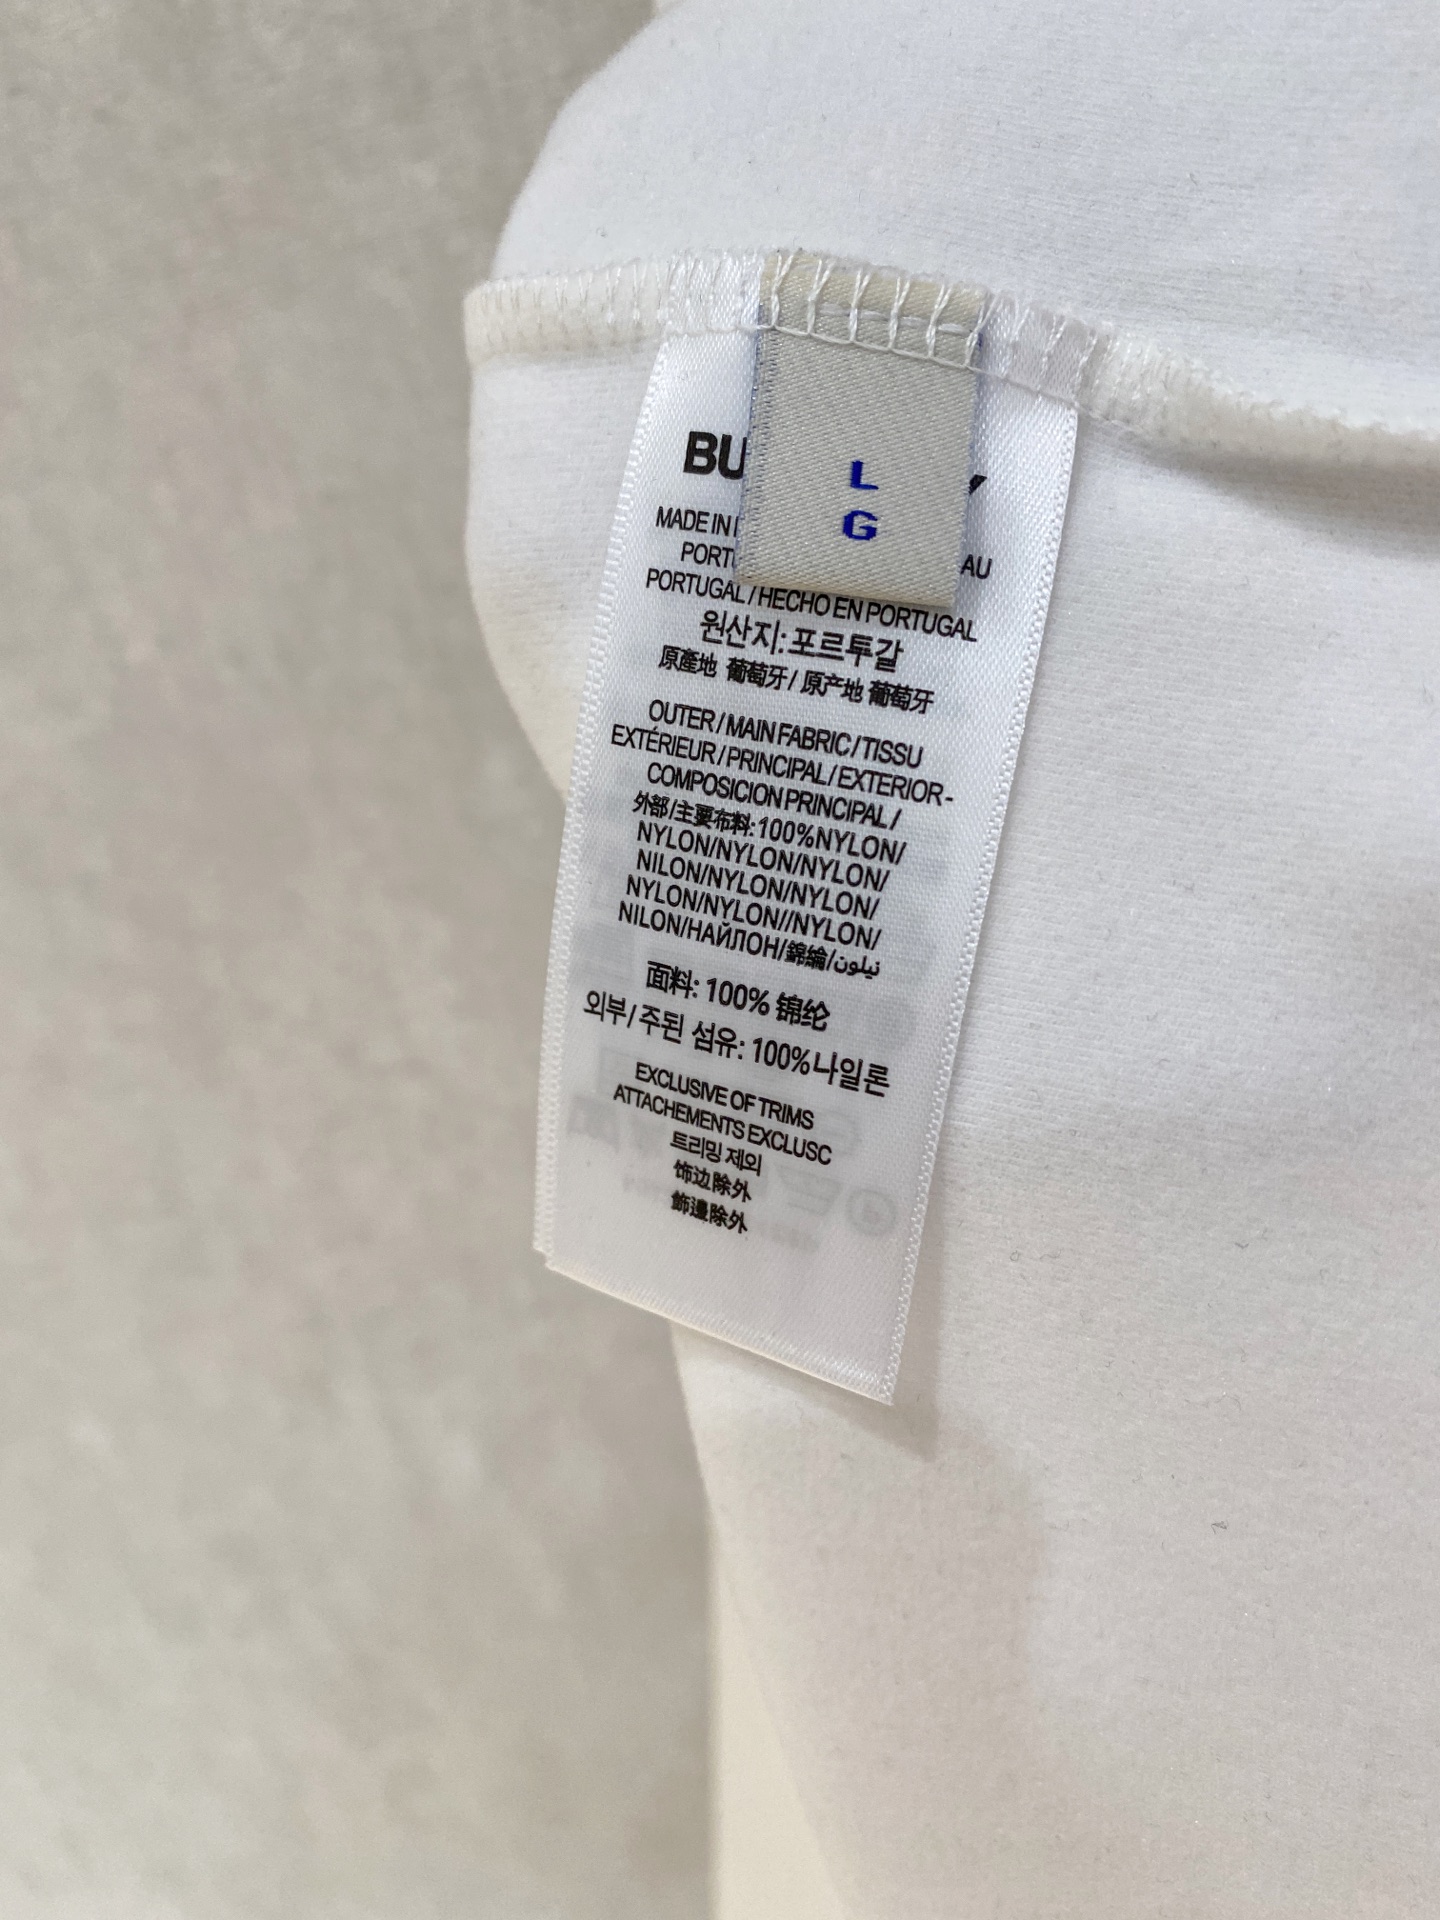 BU
L
G
MADE IN
PORT AU
PORTUGAL / HECHO EN PORTUGAL
원산지: 포르투갈
原產地 葡萄牙 / 原产地 葡萄牙
OUTER / MAIN FABRIC / TISSU
EXTÉRIEUR / PRINCIPAL / EXTERIOR -
COMPOSICION PRINCIPAL /
外部/主要布料: 100%NYLON/
NYLON/NYLON/NYLON/
NILON/NYLON/NYLON/
NYLON/NYLON//NYLON/
NILON/НАЙЛОН/錦綸/نيلون
面料: 100% 锦纶
외부/ 주된 섬유: 100%나일론
EXCLUSIVE OF TRIMS
ATTACHEMENTS EXCLUSC
트리밍 제외
饰边除外
飾邊除外